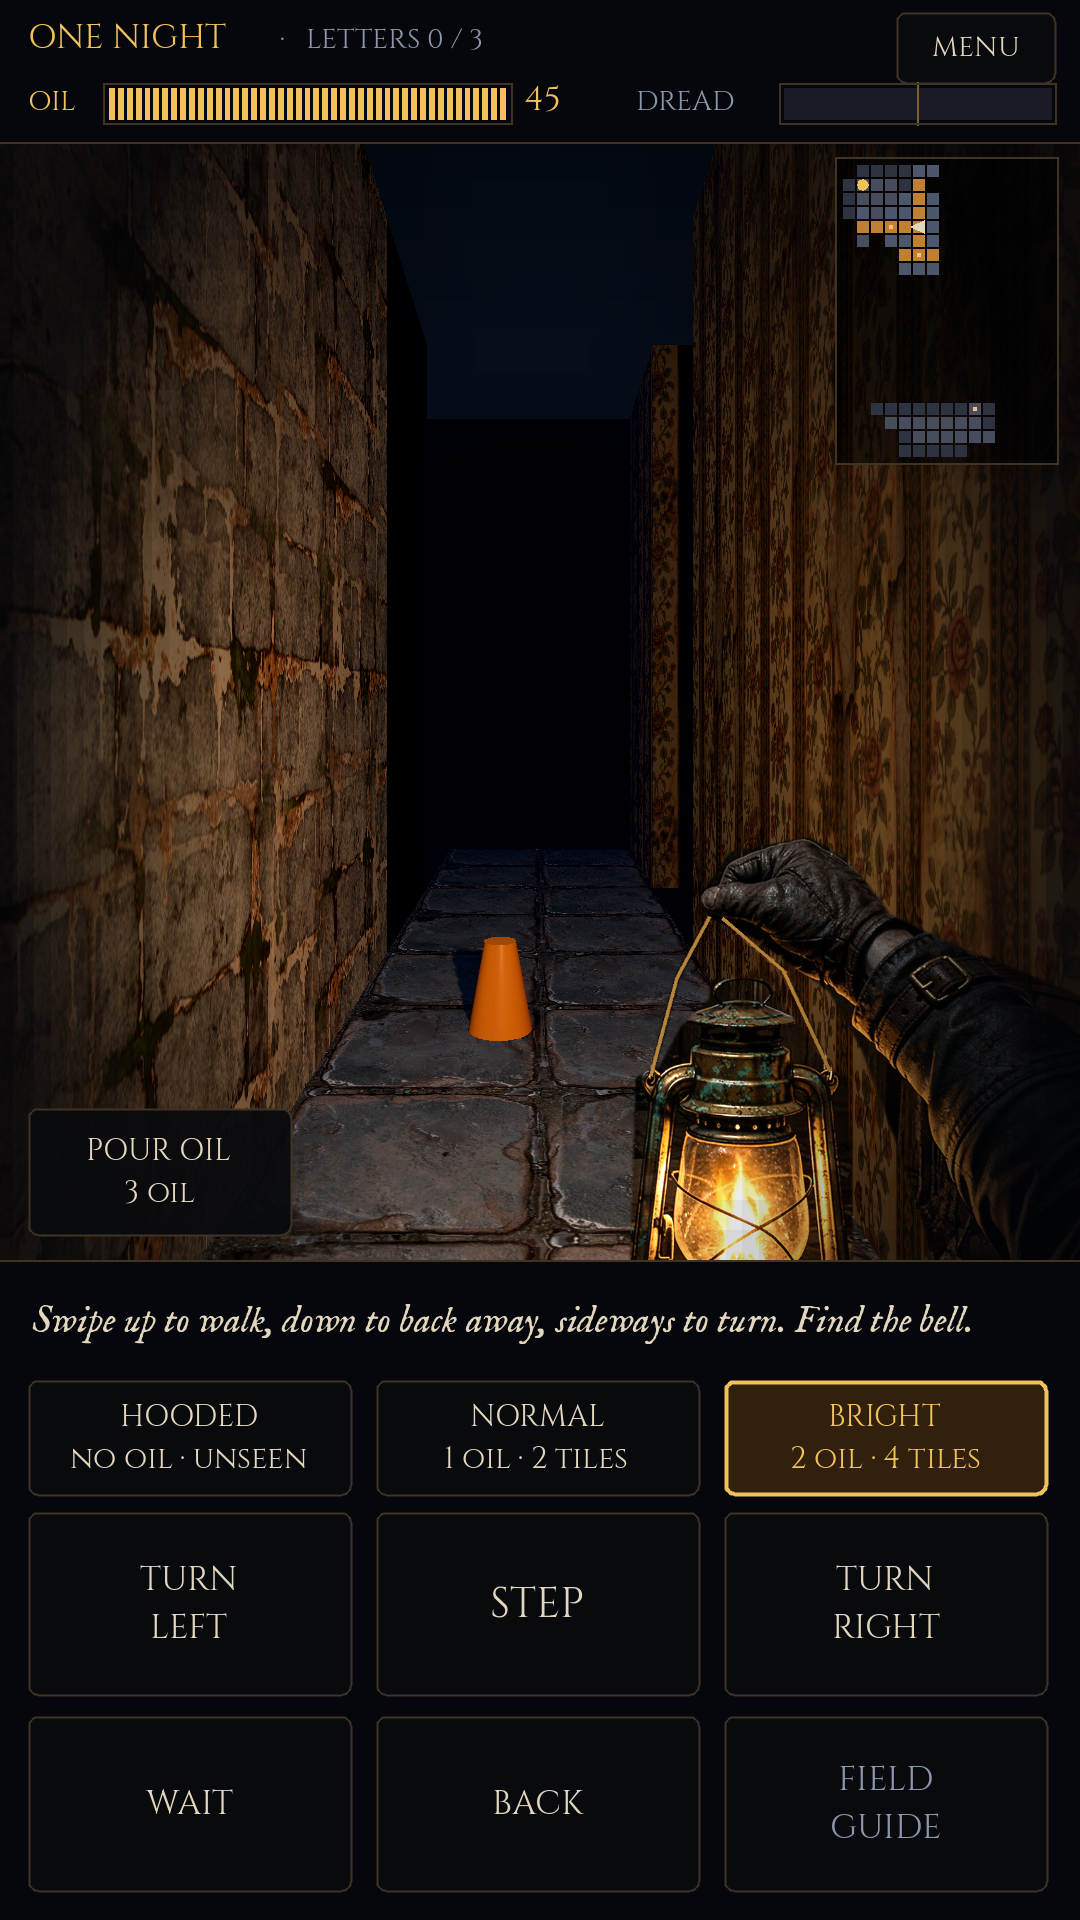 ONE NIGHT · LETTERS 0 / 3
MENU
OIL 45 DREAD
POUR OIL
3 OIL
Swipe up to walk, down to back away, sideways to turn. Find the bell.
HOODED
NO OIL · UNSEEN
NORMAL
1 OIL · 2 TILES
BRIGHT
2 OIL · 4 TILES
TURN
LEFT
STEP
TURN
RIGHT
WAIT
BACK
FIELD
GUIDE